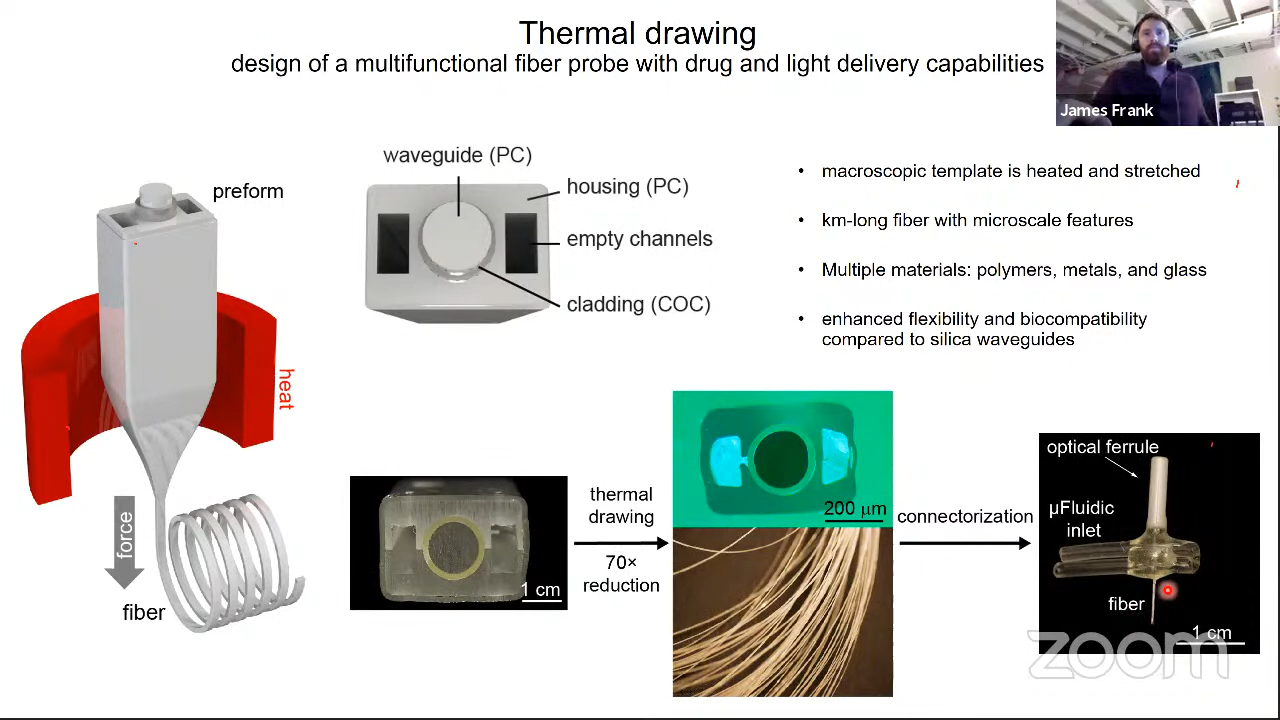 Thermal drawing
design of a multifunctional fiber probe with drug and light delivery capabilities
James Frank
preform
heat
force
fiber
waveguide (PC)
housing (PC)
empty channels
cladding (COC)
• macroscopic template is heated and stretched
• km-long fiber with microscale features
• Multiple materials: polymers, metals, and glass
• enhanced flexibility and biocompatibility
compared to silica waveguides
1 cm
thermal
drawing
70×
reduction
200 μm
connectorization
optical ferrule
µFluidic
inlet
fiber
1 cm
zoom